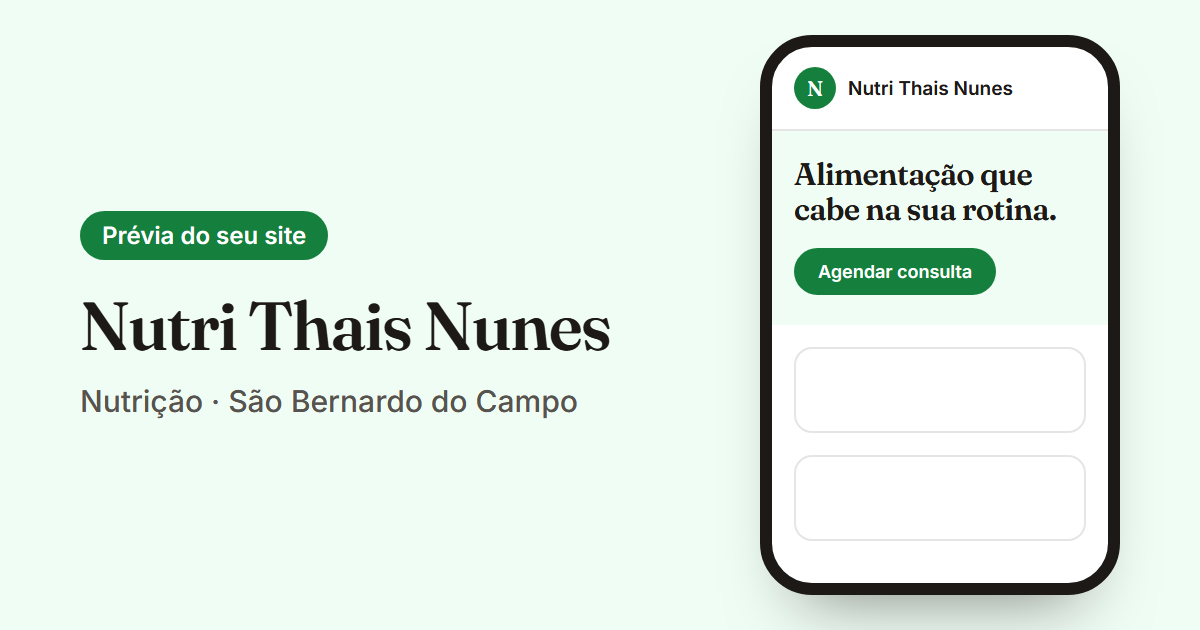 Prévia do seu site
Nutri Thais Nunes
Nutrição · São Bernardo do Campo
N
Nutri Thais Nunes
Alimentação que
cabe na sua rotina.
Agendar consulta